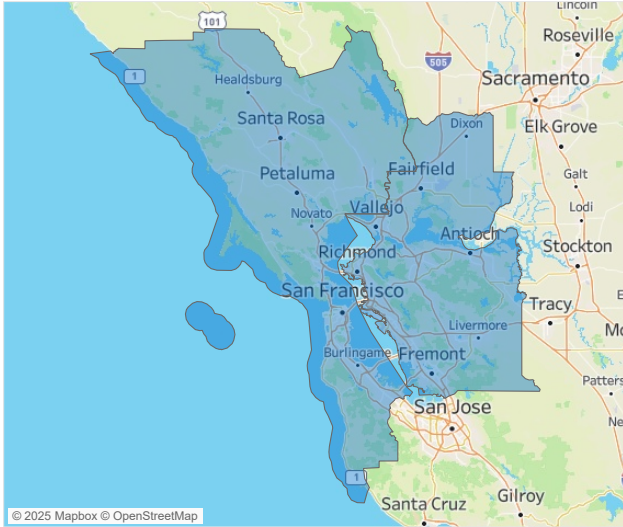 Lincoln
101
Roseville
505
1
Healdsburg
Sacramento
Santa Rosa
Dixon
Elk Grove
Petaluma
Fairfield
Galt
Novato
Vallejo
Lodi
Antioch
Stockton
Richmond
San Francisco
Tracy
Livermore
Burlingame
Fremont
Patters
San Jose
1
Santa Cruz
Gilroy
© 2025 Mapbox © OpenStreetMap